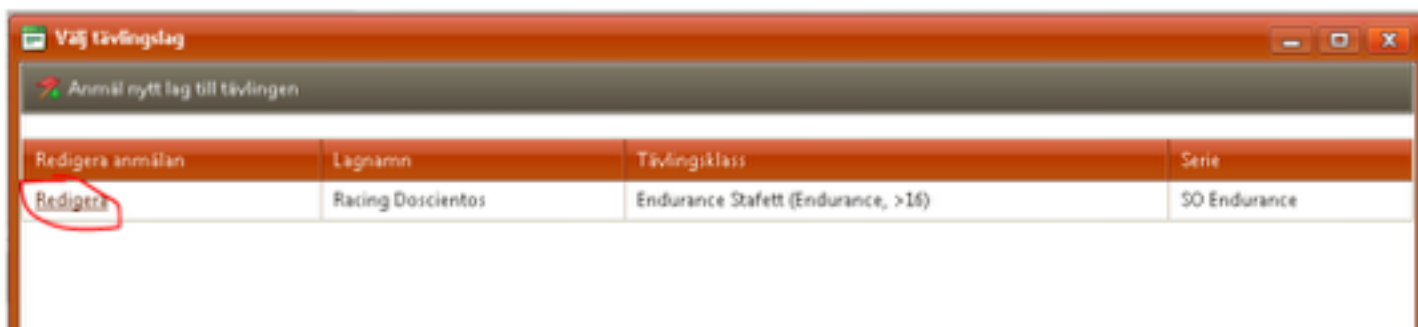 Välj tävlingslag
Anmäl nytt lag till tävlingen
Redigera anmälan Lagnamn Tävlingsklass Serie
Redigera Racing Doscientos Endurance Stafett (Endurance, >16) SO Endurance